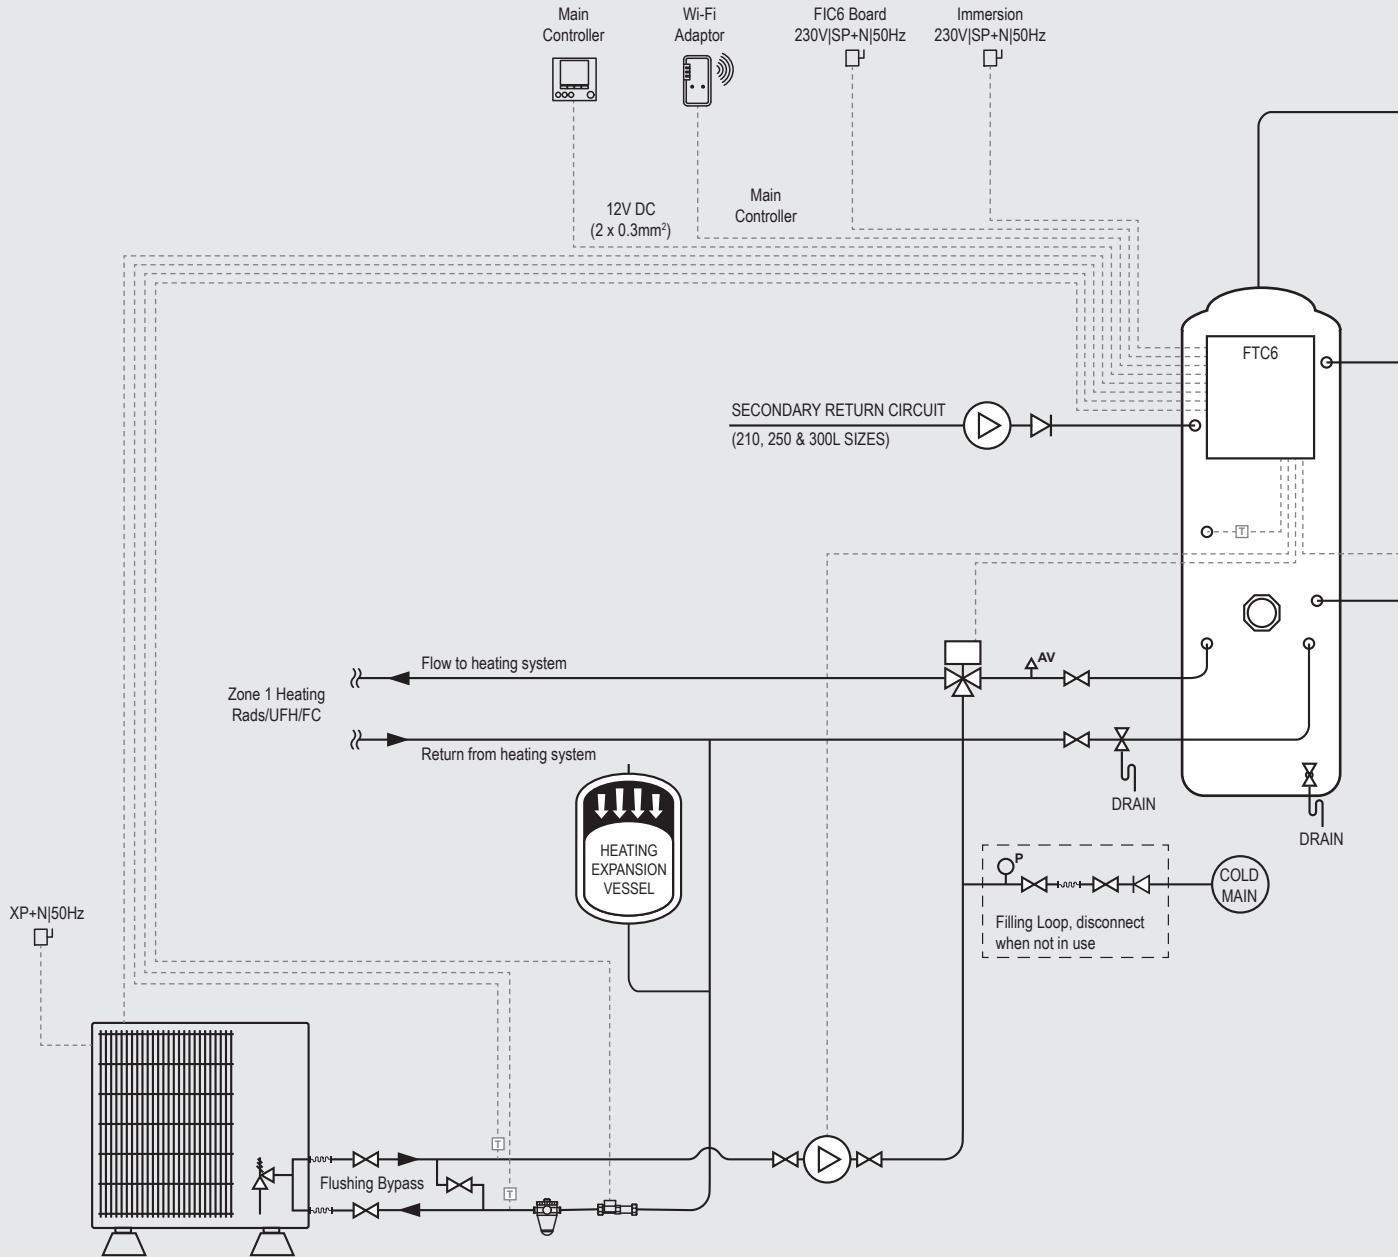 Main
Controller
Wi-Fi
Adaptor
FIC6 Board
230V|SP+N|50Hz
Immersion
230V|SP+N|50Hz
12V DC
(2 x 0.3mm²)
Main
Controller
FTC6
SECONDARY RETURN CIRCUIT
(210, 250 & 300L SIZES)
T
Flow to heating system
AV
Zone 1 Heating
Rads/UFH/FC
Return from heating system
DRAIN
DRAIN
HEATING
EXPANSION
VESSEL
P
COLD
MAIN
Filling Loop, disconnect
when not in use
XP+N|50Hz
T
Flushing Bypass
T